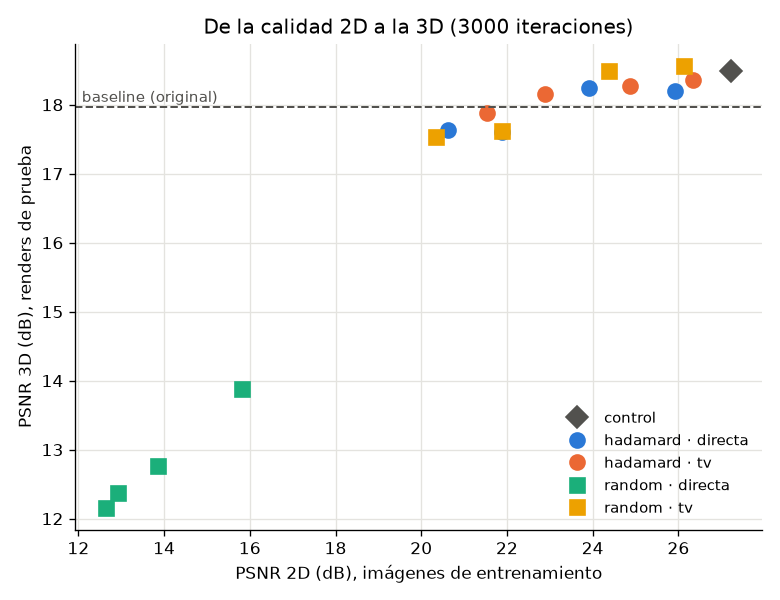 De la calidad 2D a la 3D (3000 iteraciones)
PSNR 3D (dB), renders de prueba
18
17
16
15
14
13
12
baseline (original)
control
hadamard · directa
hadamard · tv
random · directa
random · tv
12 14 16 18 20 22 24 26
PSNR 2D (dB), imágenes de entrenamiento